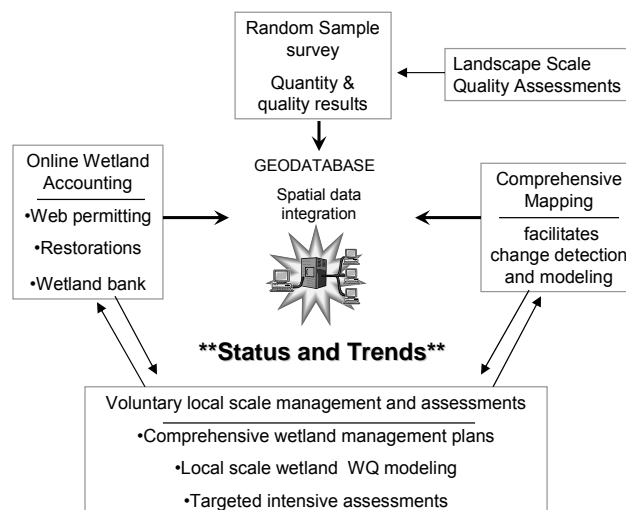 Random Sample
survey
Quantity &
quality results
Landscape Scale
Quality Assessments
Online Wetland
Accounting
•Web permitting
•Restorations
•Wetland bank
GEODATABASE
Spatial data
integration
Comprehensive
Mapping
facilitates
change detection
and modeling
**Status and Trends**
Voluntary local scale management and assessments
•Comprehensive wetland management plans
•Local scale wetland WQ modeling
•Targeted intensive assessments